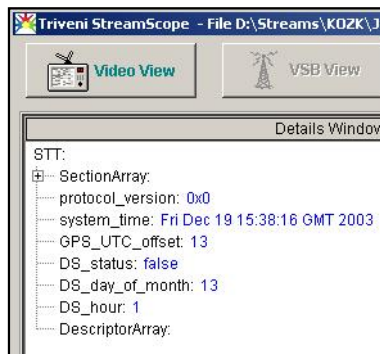 Triveni StreamScope - File D:\Streams\KOZK\J
Video View
VSB View
Details Window
STT:
SectionArray:
protocol_version: 0x0
system_time: Fri Dec 19 15:38:16 GMT 2003
GPS_UTC_offset: 13
DS_status: false
DS_day_of_month: 13
DS_hour: 1
DescriptorArray: